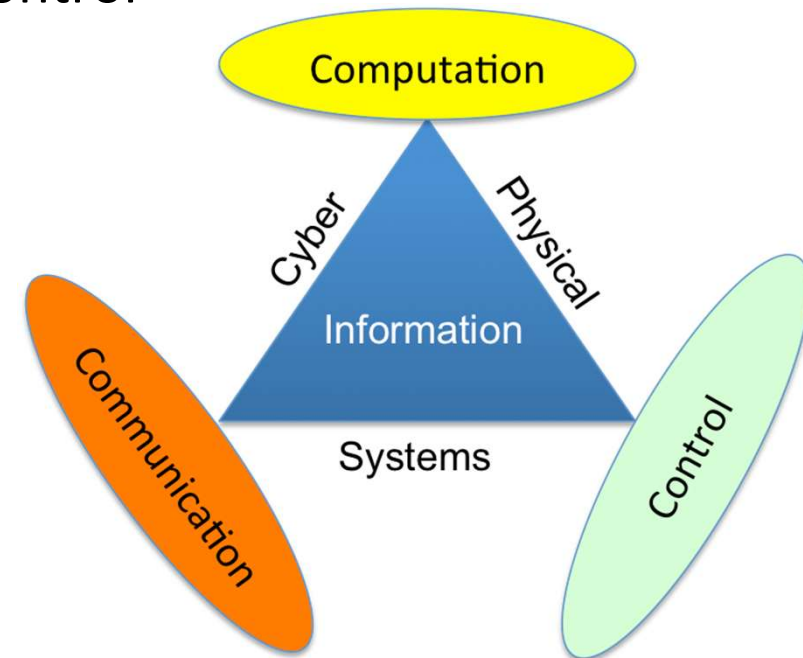 Computation
Cyber
Physical
Information
Communication
Systems
Control